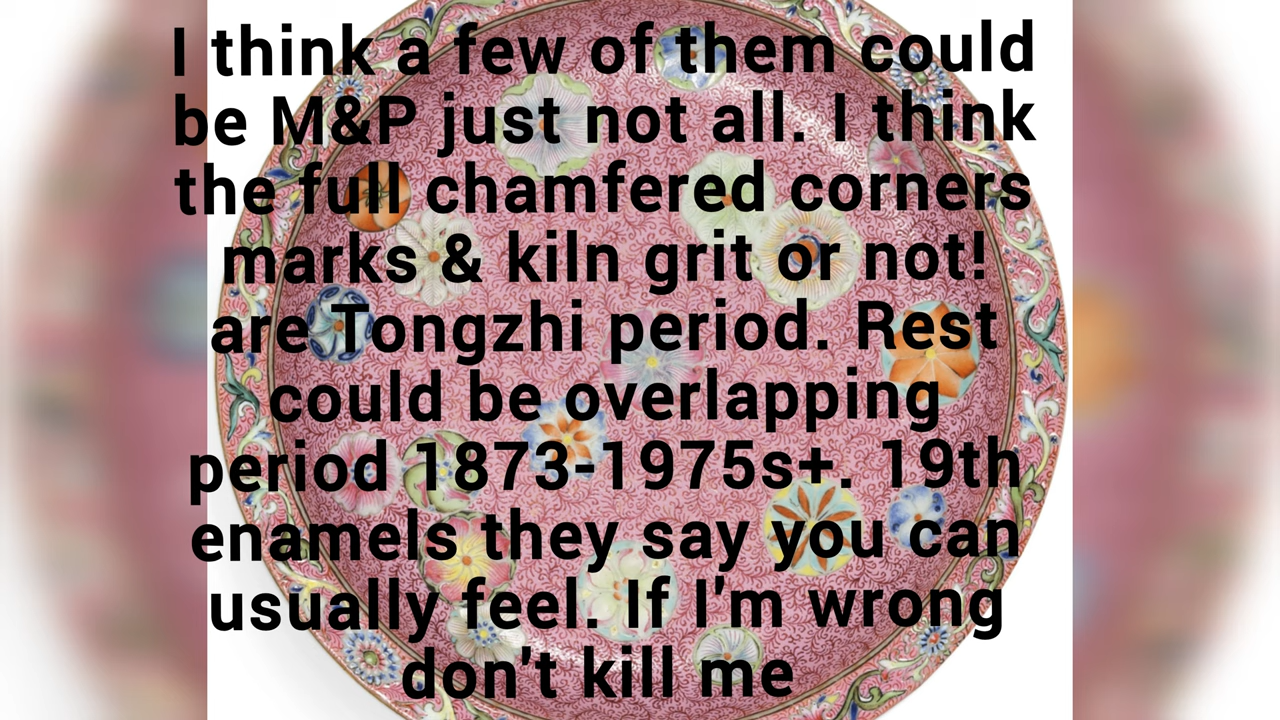 I think a few of them could
be M&P just not all. I think
the full chamfered corners
marks & kiln grit or not!
are Tongzhi period. Rest
could be overlapping
period 1873-1975s+. 19th
enamels they say you can
usually feel. If I'm wrong
don't kill me